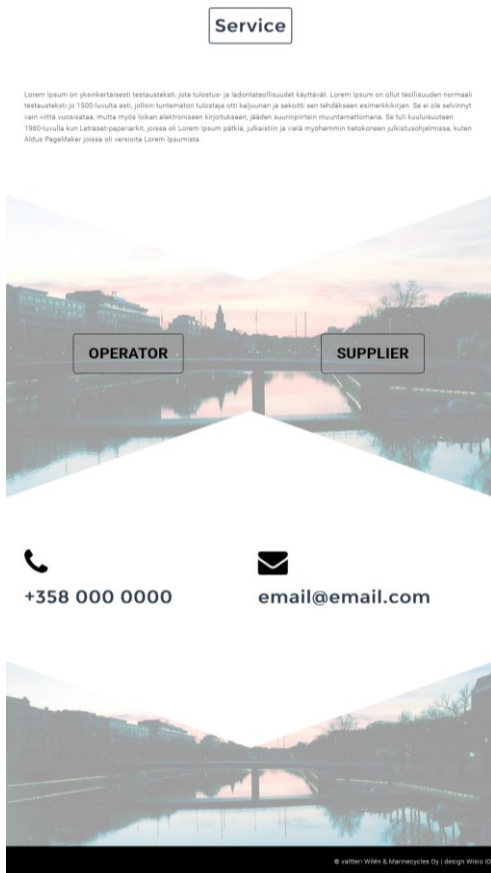 Service
Lorem Ipsum on yksinkertaisesti testausteksti, jota tulostus- ja ladontateollisuudet käyttävät. Lorem Ipsum on ollut teollisuuden normaali
testausteksti jo 1500-luvulta asti, jolloin tuntematon tulostaja otti kaljuunan ja sekoitti sen tehdäkseen esimerkkikirjan. Se ei ole selvinnyt
vain viittä vuosisataa, mutta myös loikan elektroniseen kirjoitukseen, jääden suurinpiirtein muuntamattomana. Se tuli kuuluisuuteen
1960-luvulla kun Letraset-paperiarkit, joissa oli Lorem Ipsum pätkiä, julkaistiin ja vielä myöhemmin tietokoneen julkistusohjelmissa, kuten
Aldus PageMaker joissa oli versioita Lorem Ipsumista.
OPERATOR SUPPLIER
+358 000 0000 email@email.com
© valtteri Wilén & Marinecycles Oy | design Wisio ID